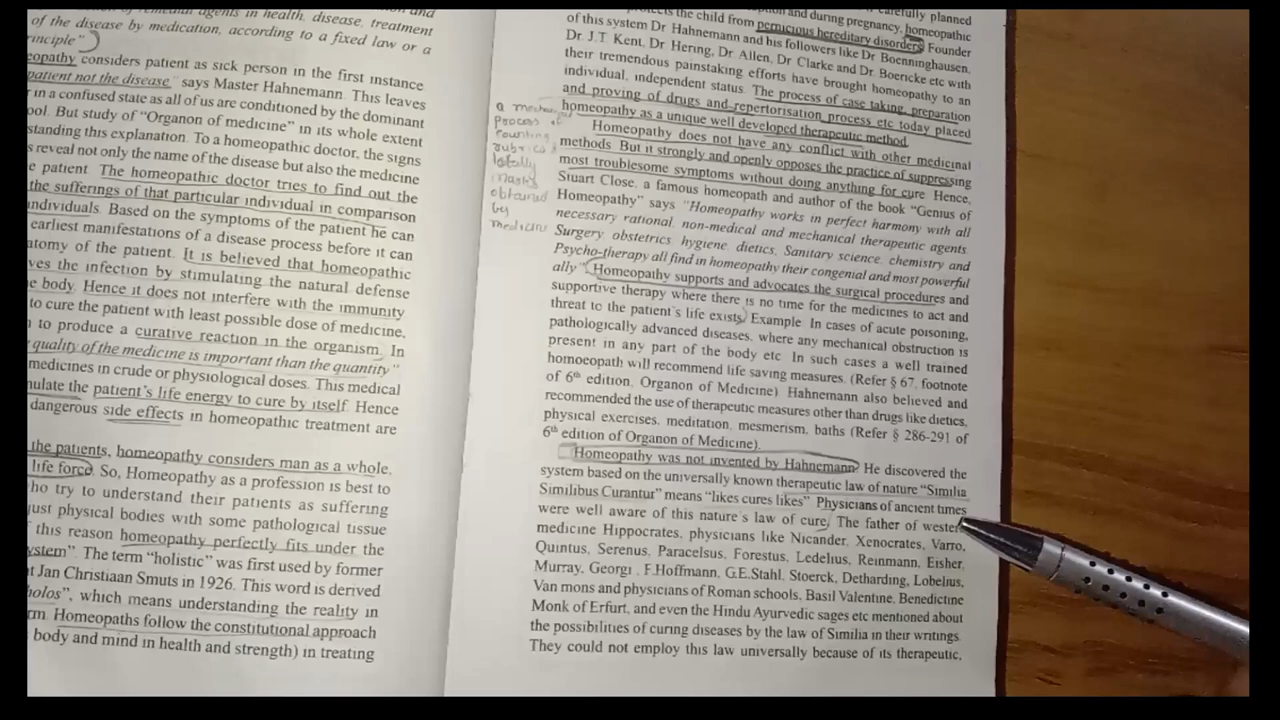 of remedial agents in health, disease, treatment
of the disease by medication, according to a fixed law or a
rinciple"
eopathy considers patient as sick person in the first instance
patient not the disease" says Master Hahnemann. This leaves
in a confused state as all of us are conditioned by the dominant
ool. But study of "Organon of medicine" in its whole extent
standing this explanation. To a homeopathic doctor, the signs
s reveal not only the name of the disease but also the medicine
e patient. The homeopathic doctor tries to find out the
the sufferings of that particular individual in comparison
individuals. Based on the symptoms of the patient he can
earliest manifestations of a disease process before it can
atomy of the patient. It is believed that homeopathic
ves the infection by stimulating the natural defense
e body. Hence it does not interfere with the immunity
to cure the patient with least possible dose of medicine,
to produce a curative reaction in the organism. In
quality of the medicine is important than the quantity"
medicines in crude or physiological doses. This medical
nulate the patient's life energy to cure by itself. Hence
dangerous side effects in homeopathic treatment are
the patients, homeopathy considers man as a whole,
life force. So, Homeopathy as a profession is best to
ho try to understand their patients as suffering
just physical bodies with some pathological tissue
this reason homeopathy perfectly fits under the
ystem". The term "holistic" was first used by former
t Jan Christiaan Smuts in 1926. This word is derived
holos", which means understanding the reality in
rm. Homeopaths follow the constitutional approach
body and mind in health and strength) in treating
carefully planned
and during pregnancy, homeopathic
the child from pernicious hereditary disorders. Founder
of this system Dr Hahnemann and his followers like Dr Boenninghausen,
Dr. J.T. Kent, Dr Hering, Dr Allen, Dr Clarke and Dr Boericke etc with
their tremendous painstaking efforts have brought homeopathy to an
individual, independent status. The process of case taking, preparation
and proving of drugs and repertorisation process etc today placed
homeopathy as a unique well developed therapeutic method.
Homeopathy does not have any conflict with other medicinal
methods. But it strongly and openly opposes the practice of suppressing
most troublesome symptoms without doing anything for cure. Hence,
Stuart Close, a famous homeopath and author of the book "Genius of
Homeopathy" says "Homeopathy works in perfect harmony with all
necessary rational, non-medical and mechanical therapeutic agents.
Surgery obstetrics hygiene, dietics, Sanitary science, chemistry and
Psycho-therapy all find in homeopathy their congenial and most powerful
ally" (Homeopathy supports and advocates the surgical procedures and
supportive therapy where there is no time for the medicines to act and
threat to the patient's life exists) Example. In cases of acute poisoning,
pathologically advanced diseases, where any mechanical obstruction is
present in any part of the body etc. In such cases a well trained
homoeopath will recommend life saving measures. (Refer § 67, footnote
of 6th edition, Organon of Medicine) Hahnemann also believed and
recommended the use of therapeutic measures other than drugs like dietics,
physical exercises, meditation, mesmerism, baths (Refer § 286-291 of
6th edition of Organon of Medicine).
Homeopathy was not invented by Hahnemann. He discovered the
system based on the universally known therapeutic law of nature "Similia
Similibus Curantur" means "likes cures likes" Physicians of ancient times
were well aware of this nature's law of cure. The father of wester
medicine Hippocrates, physicians like Nicander, Xenocrates, Varro,
Quintus, Serenus, Paracelsus, Forestus, Ledelius, Reinmann, Eisher,
Murray, Georgi, F.Hoffmann, G.E.Stahl, Stoerck, Detharding, Lobelius,
Van mons and physicians of Roman schools, Basil Valentine, Benedictine
Monk of Erfurt, and even the Hindu Ayurvedic sages etc mentioned about
the possibilities of curing diseases by the law of Similia in their writings.
They could not employ this law universally because of its therapeutic,
a
process of
counting
rubrics &
marks
obtained
by
medicine